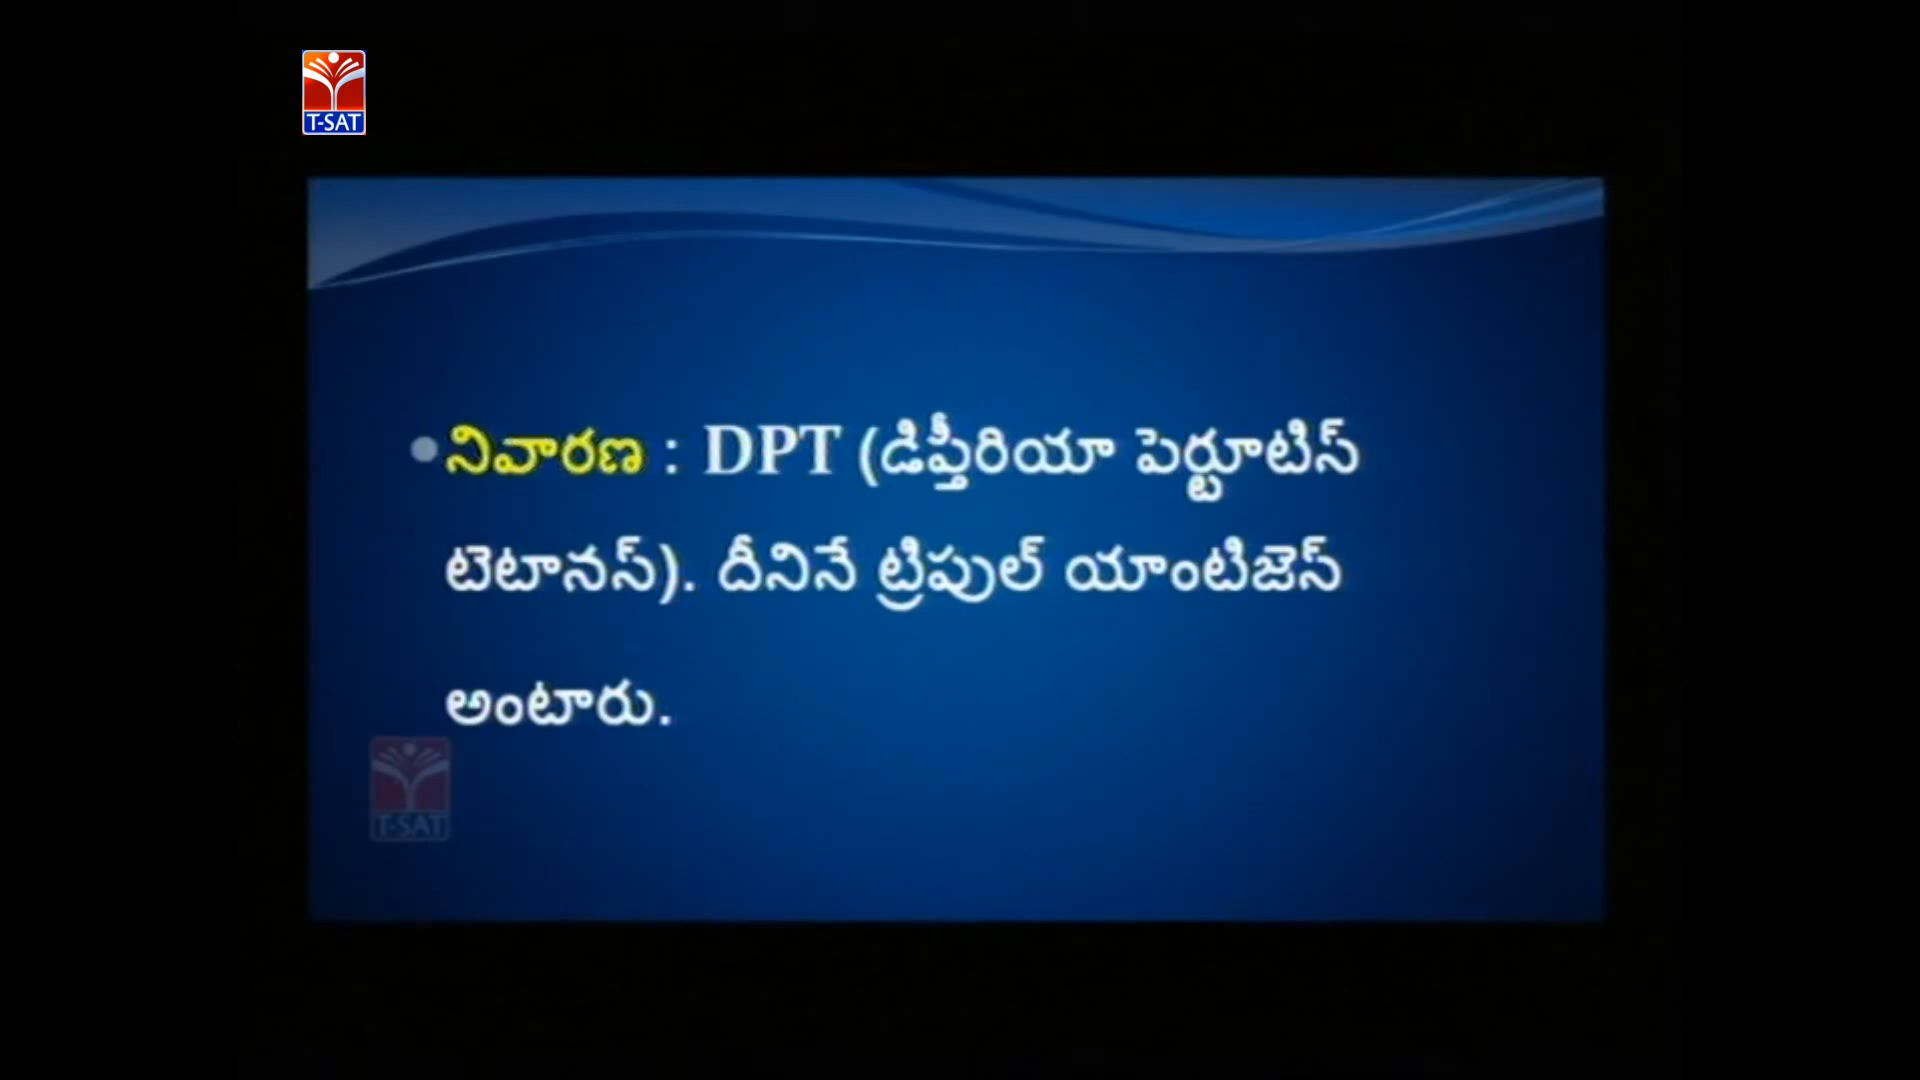 T-SAT
•నివారణ : DPT (డిఫ్తీరియా పెర్టూటిస్
టెటానస్). దీనినే ట్రిపుల్ యాంటిజెస్
అంటారు.
T-SAT